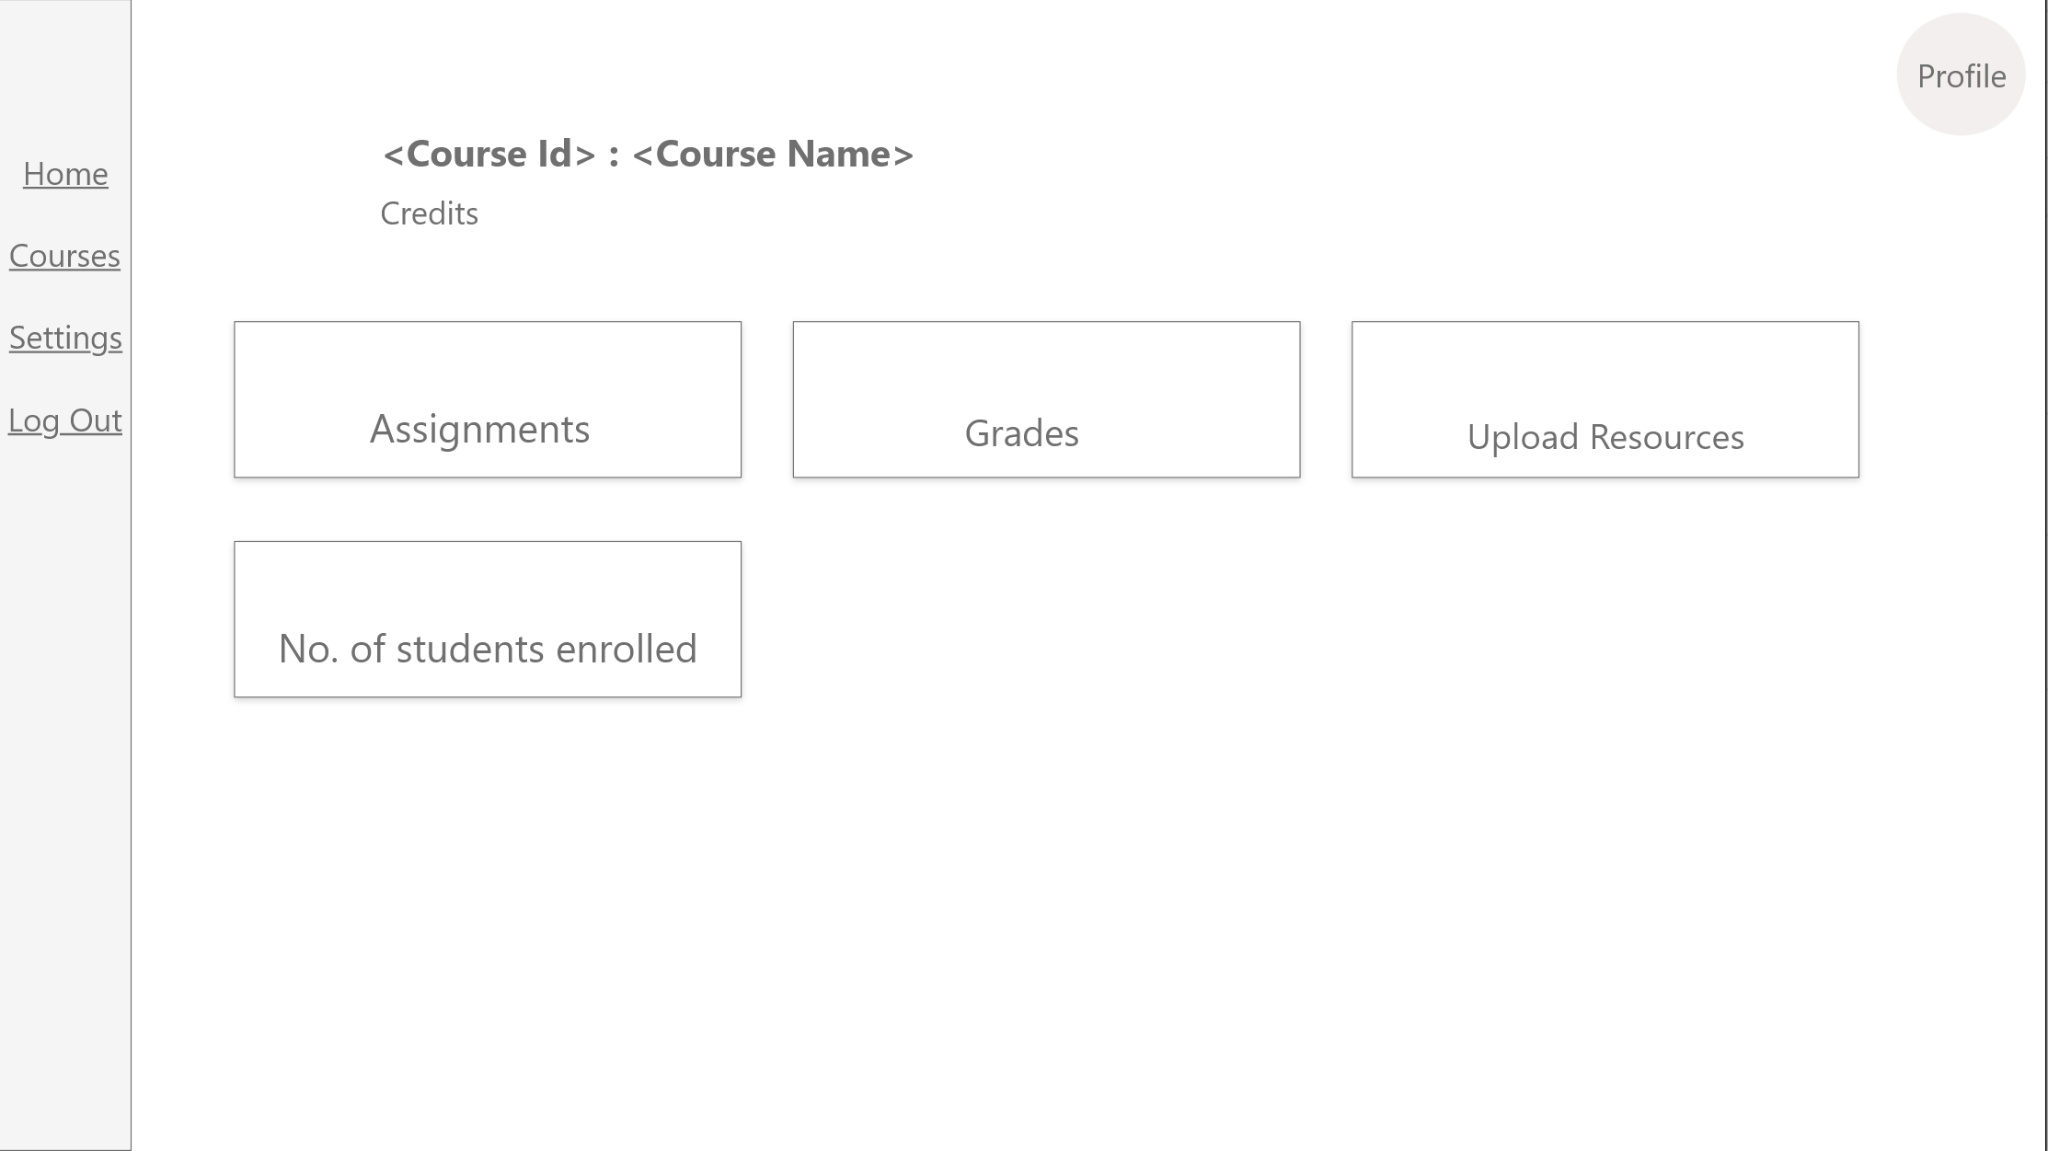 Profile
<Course Id> : <Course Name>
Credits
Home
Courses
Settings
Log Out
Assignments
Grades
Upload Resources
No. of students enrolled